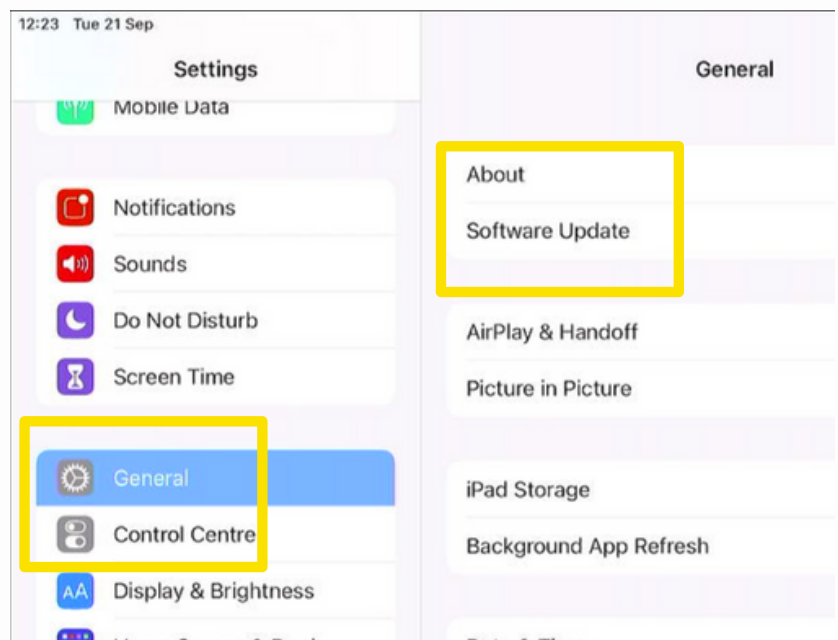 12:23 Tue 21 Sep
Settings
Mobile Data
Notifications
Sounds
Do Not Disturb
Screen Time
General
Control Centre
AA
Display & Brightness
General
About
Software Update
AirPlay & Handoff
Picture in Picture
iPad Storage
Background App Refresh